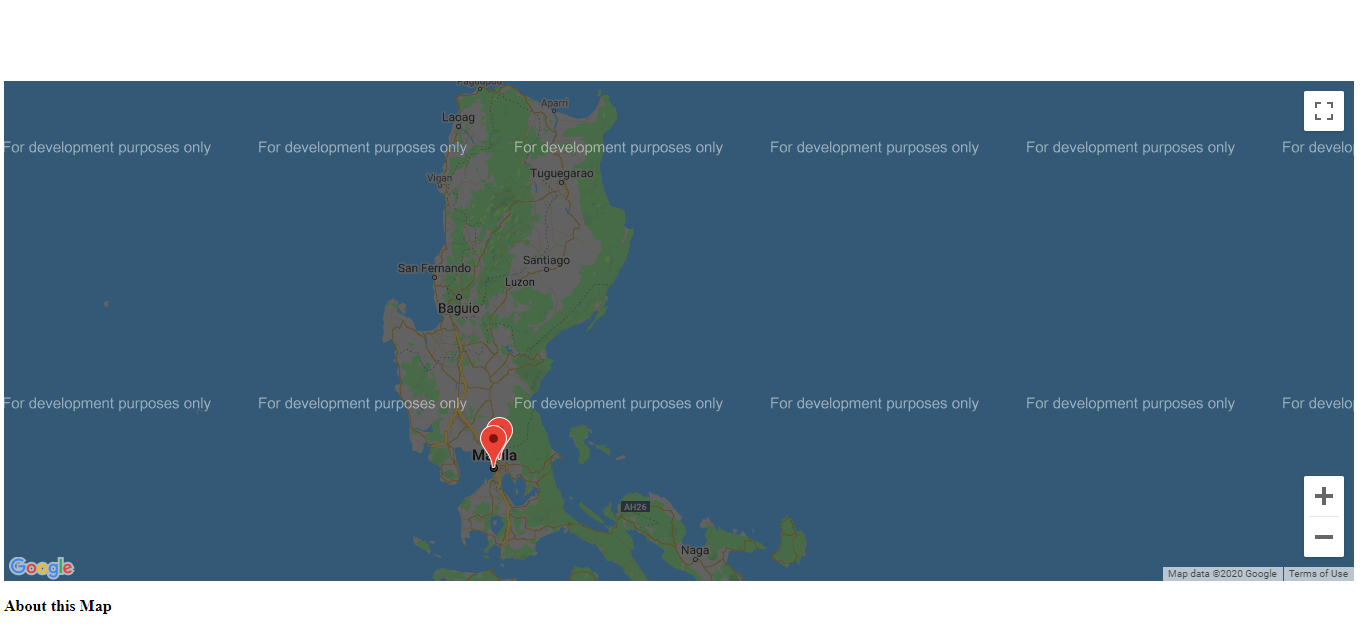 Pagudpud
Aparri
Laoag
For development purposes only For development purposes only For development purposes only For development purposes only For development purposes only For develo
Vigan
Tuguegarao
San Fernando
Santiago
Luzon
Baguio
For development purposes only For development purposes only For development purposes only For development purposes only For development purposes only For develo
Manila
AH26
Naga
Google
Map data ©2020 Google
Terms of Use
About this Map